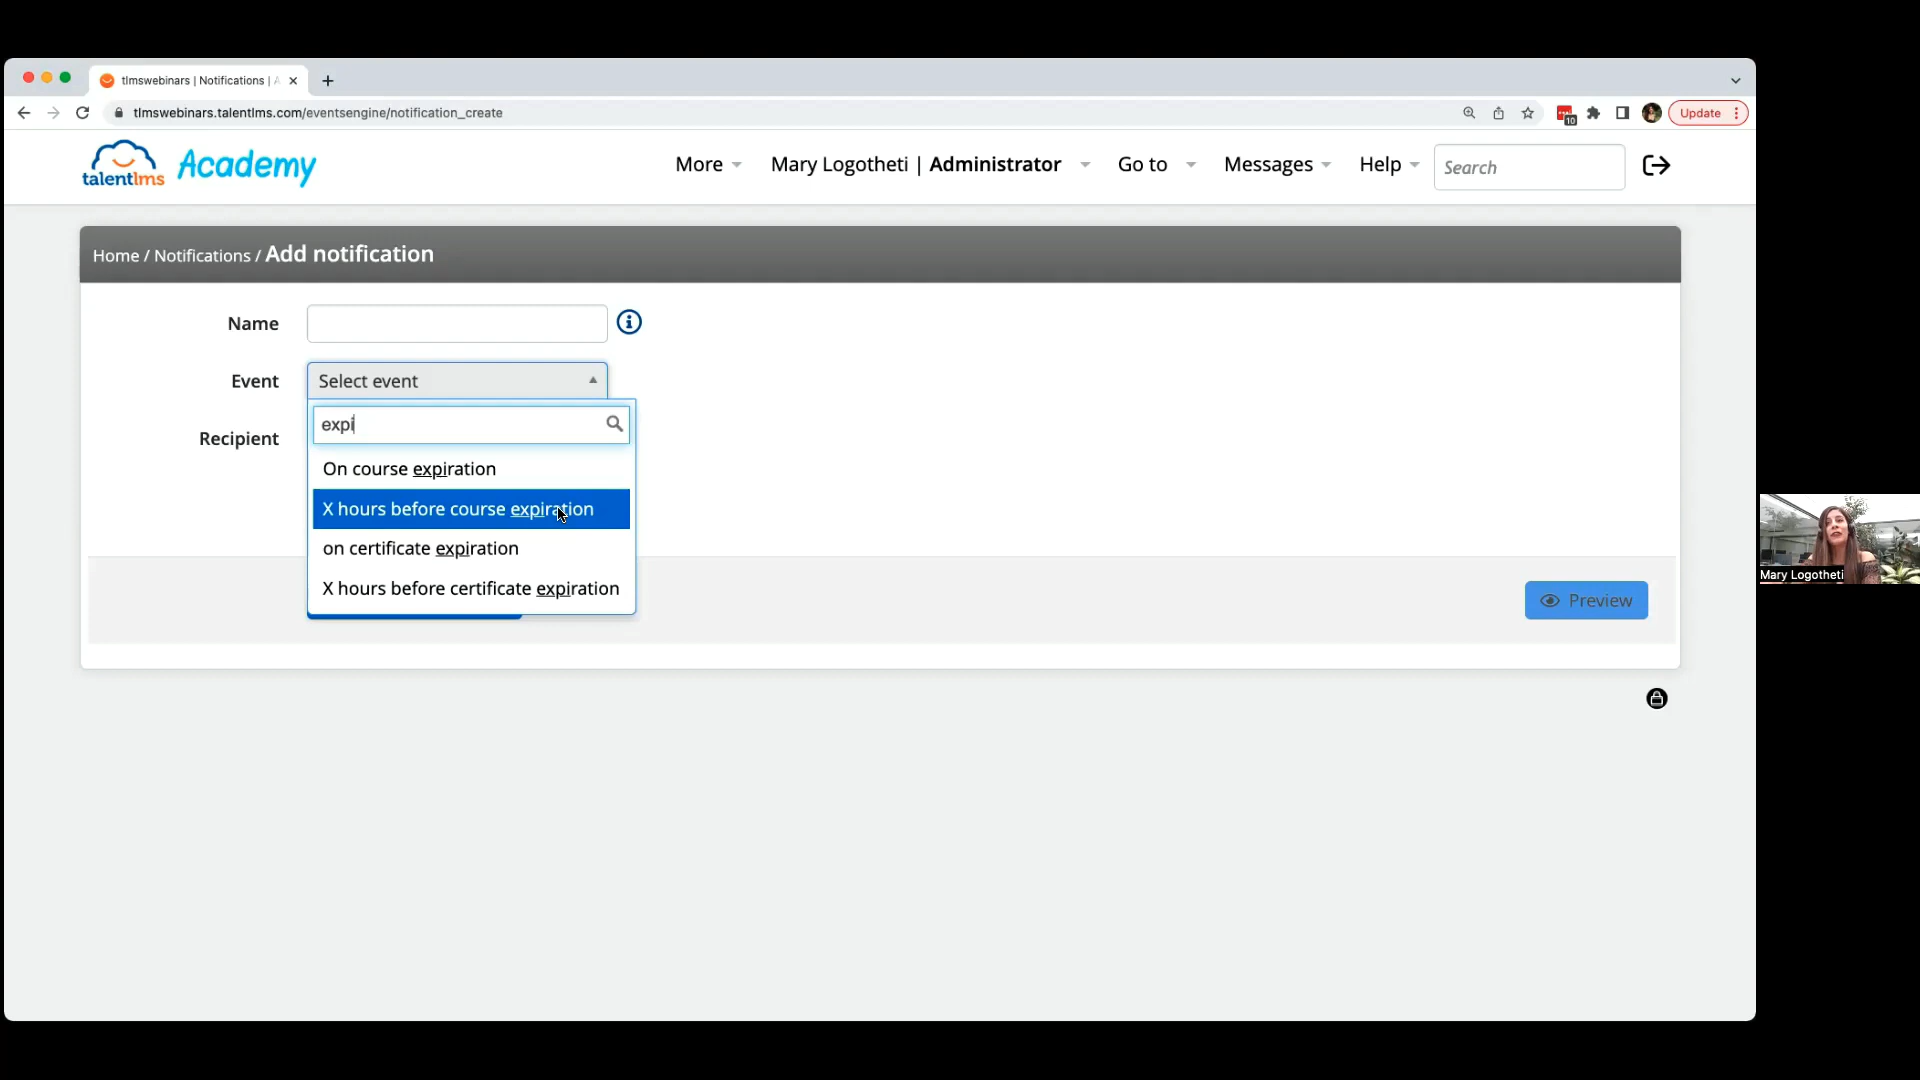 tlmswebinars | Notifications |
tlmswebinars.talentlms.com/eventsengine/notification_create
10
Update
talentlms Academy
More
Mary Logotheti | Administrator
Go to
Messages
Help
Search
Home / Notifications / Add notification
Name
Event
Select event
expi
Recipient
On course expiration
X hours before course expiration
on certificate expiration
X hours before certificate expiration
Preview
Mary Logotheti